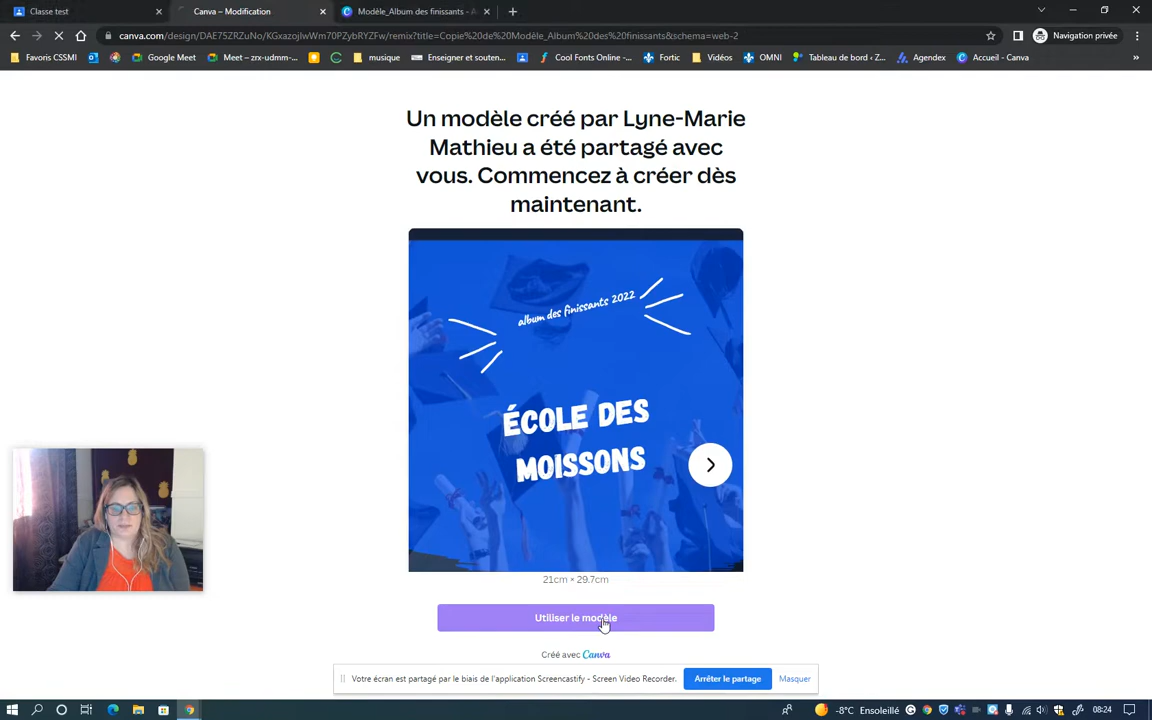 Classe test
Canva – Modification
Modèle_Album des finissants - A
canva.com/design/DAE75ZRZuNo/KGxazojIwWm70PZybRYZFw/remix?title=Copie%20de%20Modèle_Album%20des%20finissants&schema=web-2
Navigation privée
Favoris CSSMI
Google Meet
Meet – zrx-udmm-...
musique
Enseigner et souten...
Cool Fonts Online -...
Fortic
Vidéos
OMNI
Tableau de bord ‹ Z...
Agendex
Accueil - Canva
»
Un modèle créé par Lyne-Marie
Mathieu a été partagé avec
vous. Commencez à créer dès
maintenant.
album des finissants 2022
ÉCOLE DES
MOISSONS
21cm × 29.7cm
Utiliser le modèle
Créé avec Canva
Votre écran est partagé par le biais de l'application Screencastify - Screen Video Recorder.
Arrêter le partage
Masquer
-8°C Ensoleillé
08:24